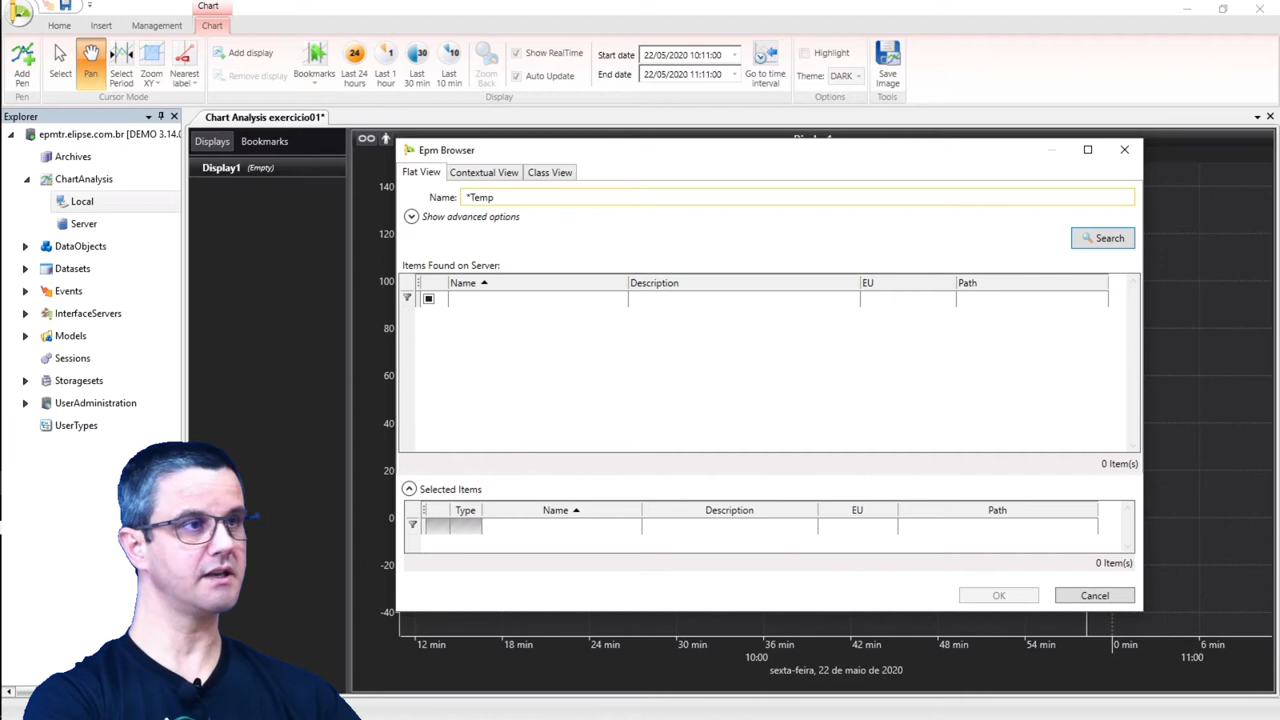 Chart
Home Insert Management Chart
Add Pen
Pen
Select
Pan
Select Period
Zoom XY
Nearest label
Cursor Mode
Add display
Remove display
Bookmarks
24
Last 24 hours
1
Last 1 hour
30
Last 30 min
10
Last 10 min
Zoom Back
Show RealTime
Auto Update
Display
Start date 22/05/2020 10:11:00
End date 22/05/2020 11:11:00
Go to time interval
Highlight
Theme: DARK
Options
Save Image
Tools
Explorer
Chart Analysis exercicio01*
epmtr.elipse.com.br [DEMO 3.14.0
Archives
ChartAnalysis
Local
Server
DataObjects
Datasets
Events
InterfaceServers
Models
Sessions
Storagesets
UserAdministration
UserTypes
Displays Bookmarks
Display1 (Empty)
140
120
100
80
60
40
20
0
-20
-40
Epm Browser
Flat View Contextual View Class View
Name: *Temp
Show advanced options
Search
Items Found on Server:
Name Description EU Path
0 Item(s)
Selected Items
Type Name Description EU Path
0 Item(s)
OK Cancel
12 min 18 min 24 min 30 min 36 min 42 min 48 min 54 min 0 min 6 min
10:00 11:00
sexta-feira, 22 de maio de 2020